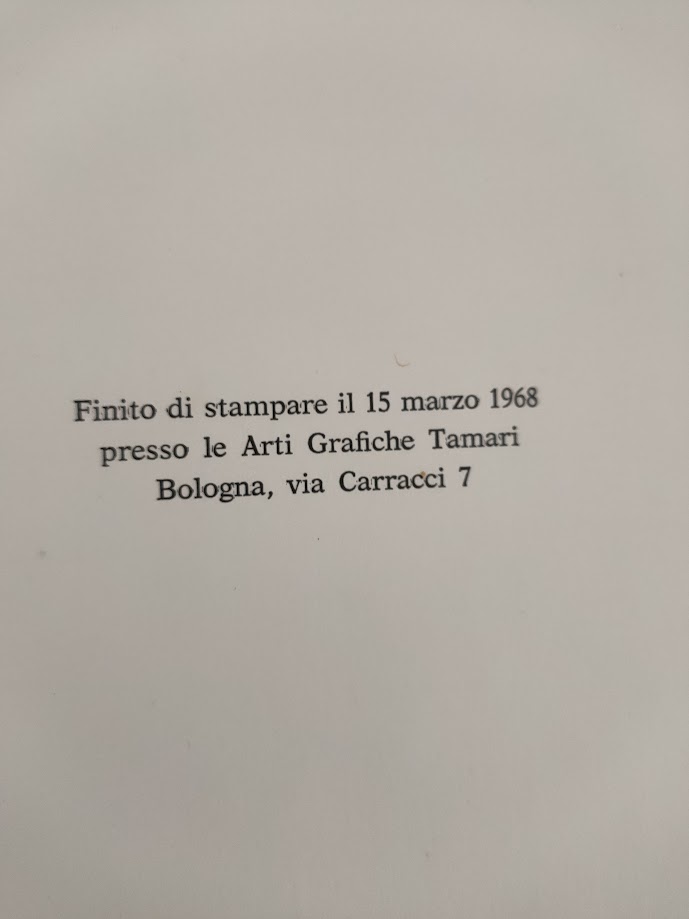 Finito di stampare il 15 marzo 1968
presso le Arti Grafiche Tamari
Bologna, via Carracci 7